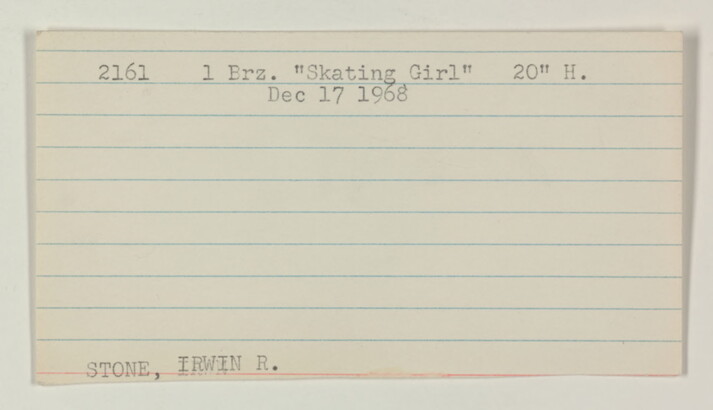 2161 1 Brz. "Skating Girl" 20" H.
Dec 17 1968
STONE, IRWIN R.